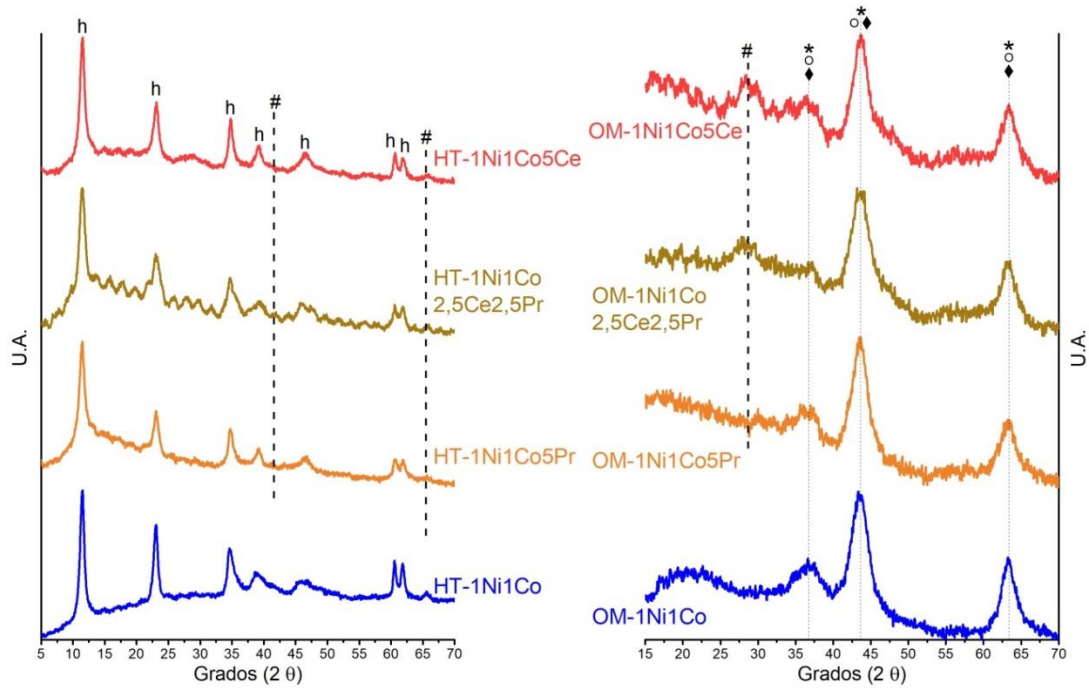 h
h
h
h
#
h
h
h
#
HT-1Ni1Co5Ce
HT-1Ni1Co
2,5Ce2,5Pr
HT-1Ni1Co5Pr
HT-1Ni1Co
U.A.
5 10 15 20 25 30 35 40 45 50 55 60 65 70
Grados (2 θ)
#
*
○
◆
*
○ ◆
*
○
◆
OM-1Ni1Co5Ce
OM-1Ni1Co
2,5Ce2,5Pr
OM-1Ni1Co5Pr
OM-1Ni1Co
U.A.
15 20 25 30 35 40 45 50 55 60 65 70
Grados (2 θ)